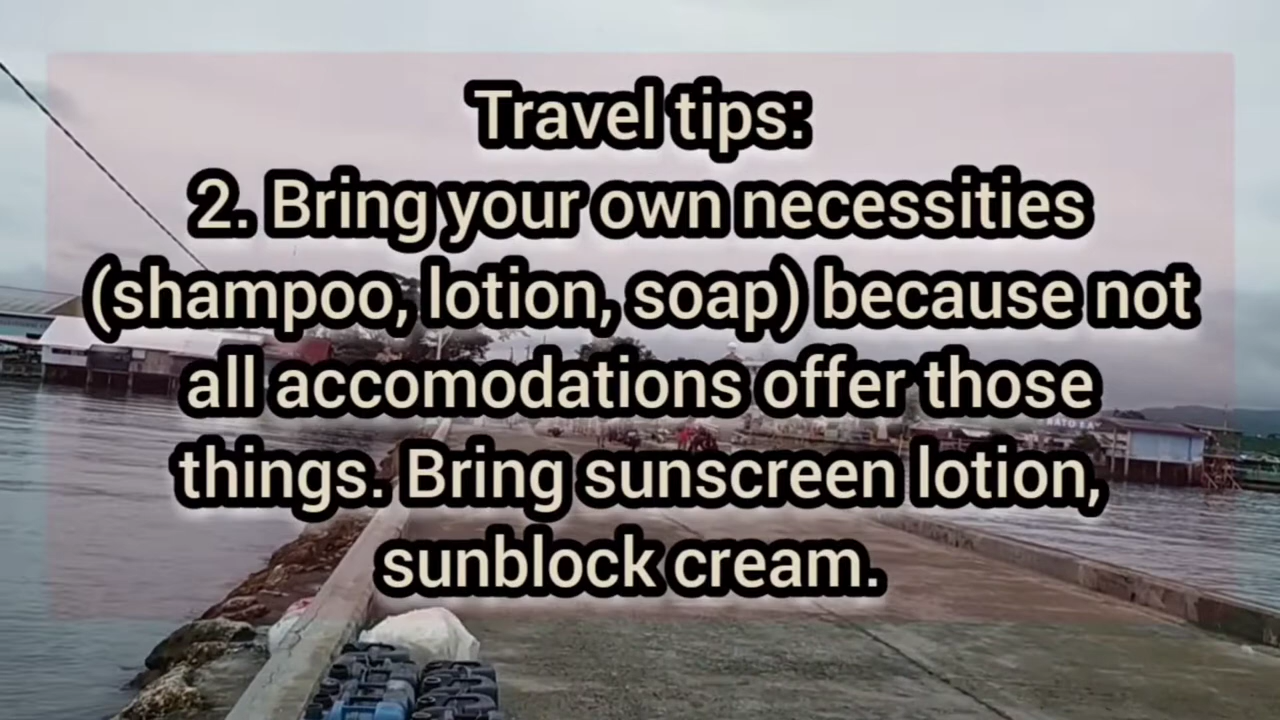 Travel tips:
2. Bring your own necessities
(shampoo, lotion, soap) because not
all accomodations offer those
things. Bring sunscreen lotion,
sunblock cream.